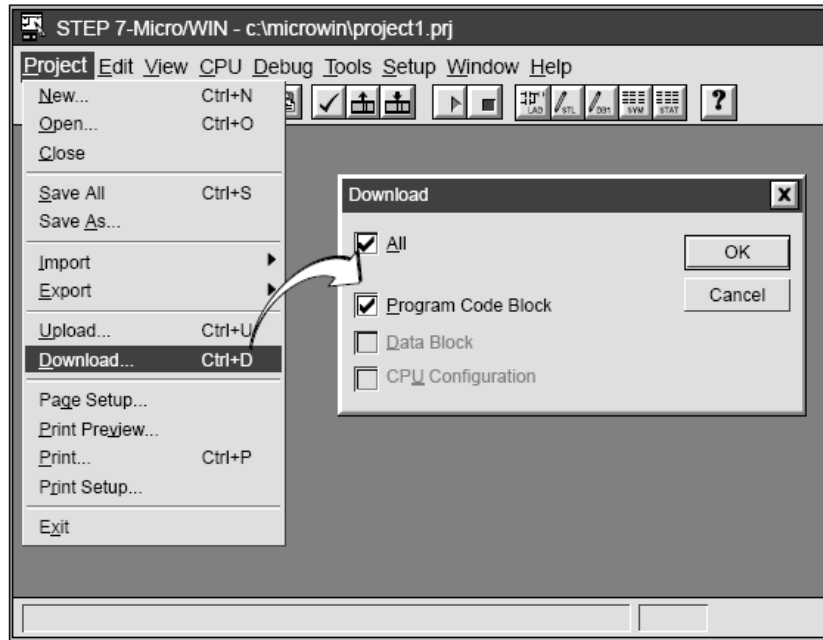 STEP 7-Micro/WIN - c:\microwin\project1.prj
Project Edit View CPU Debug Tools Setup Window Help
LAD STL DB1 SYM STAT ?
New... Ctrl+N
Open... Ctrl+O
Close
Save All Ctrl+S
Save As...
Import
Export
Upload... Ctrl+U
Download... Ctrl+D
Page Setup...
Print Preview...
Print... Ctrl+P
Print Setup...
Exit
Download
All
Program Code Block
Data Block
CPU Configuration
OK
Cancel